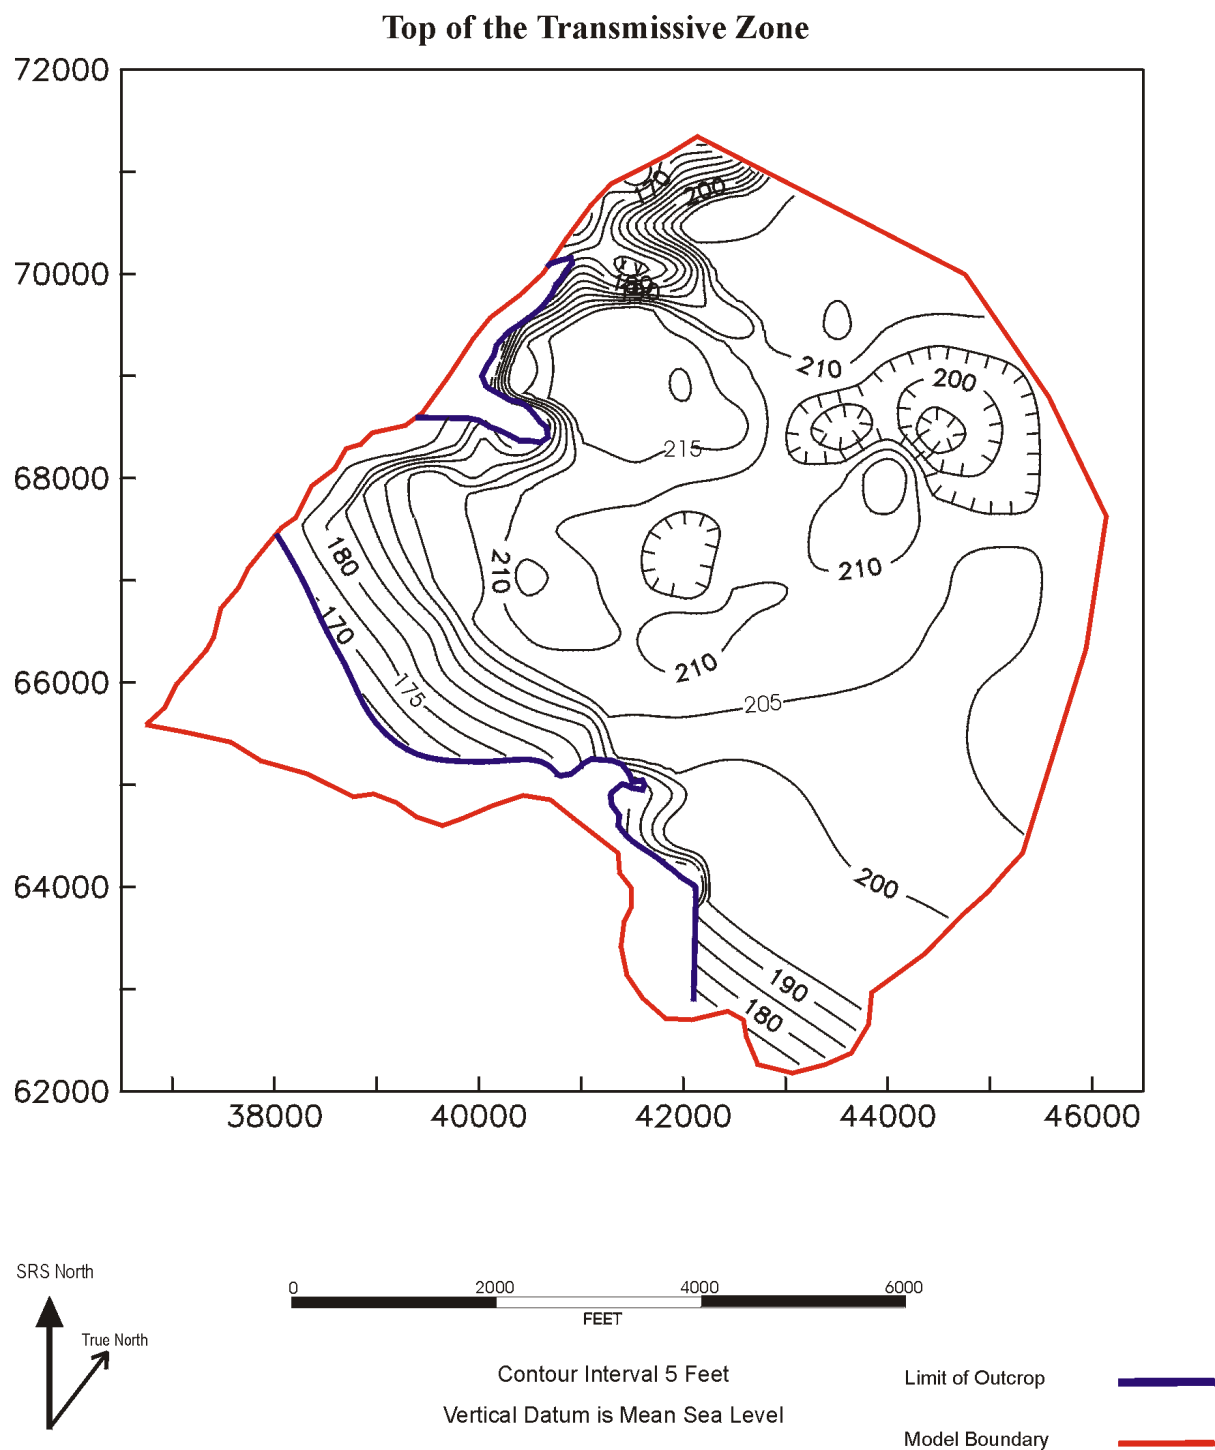 Top of the Transmissive Zone
72000
170
200
70000
210
200
215
68000
180
210
210
170
210
66000
175
205
200
64000
190
180
62000
38000 40000 42000 44000 46000
SRS North
True North
0 2000 4000 6000
FEET
Contour Interval 5 Feet
Vertical Datum is Mean Sea Level
Limit of Outcrop
Model Boundary